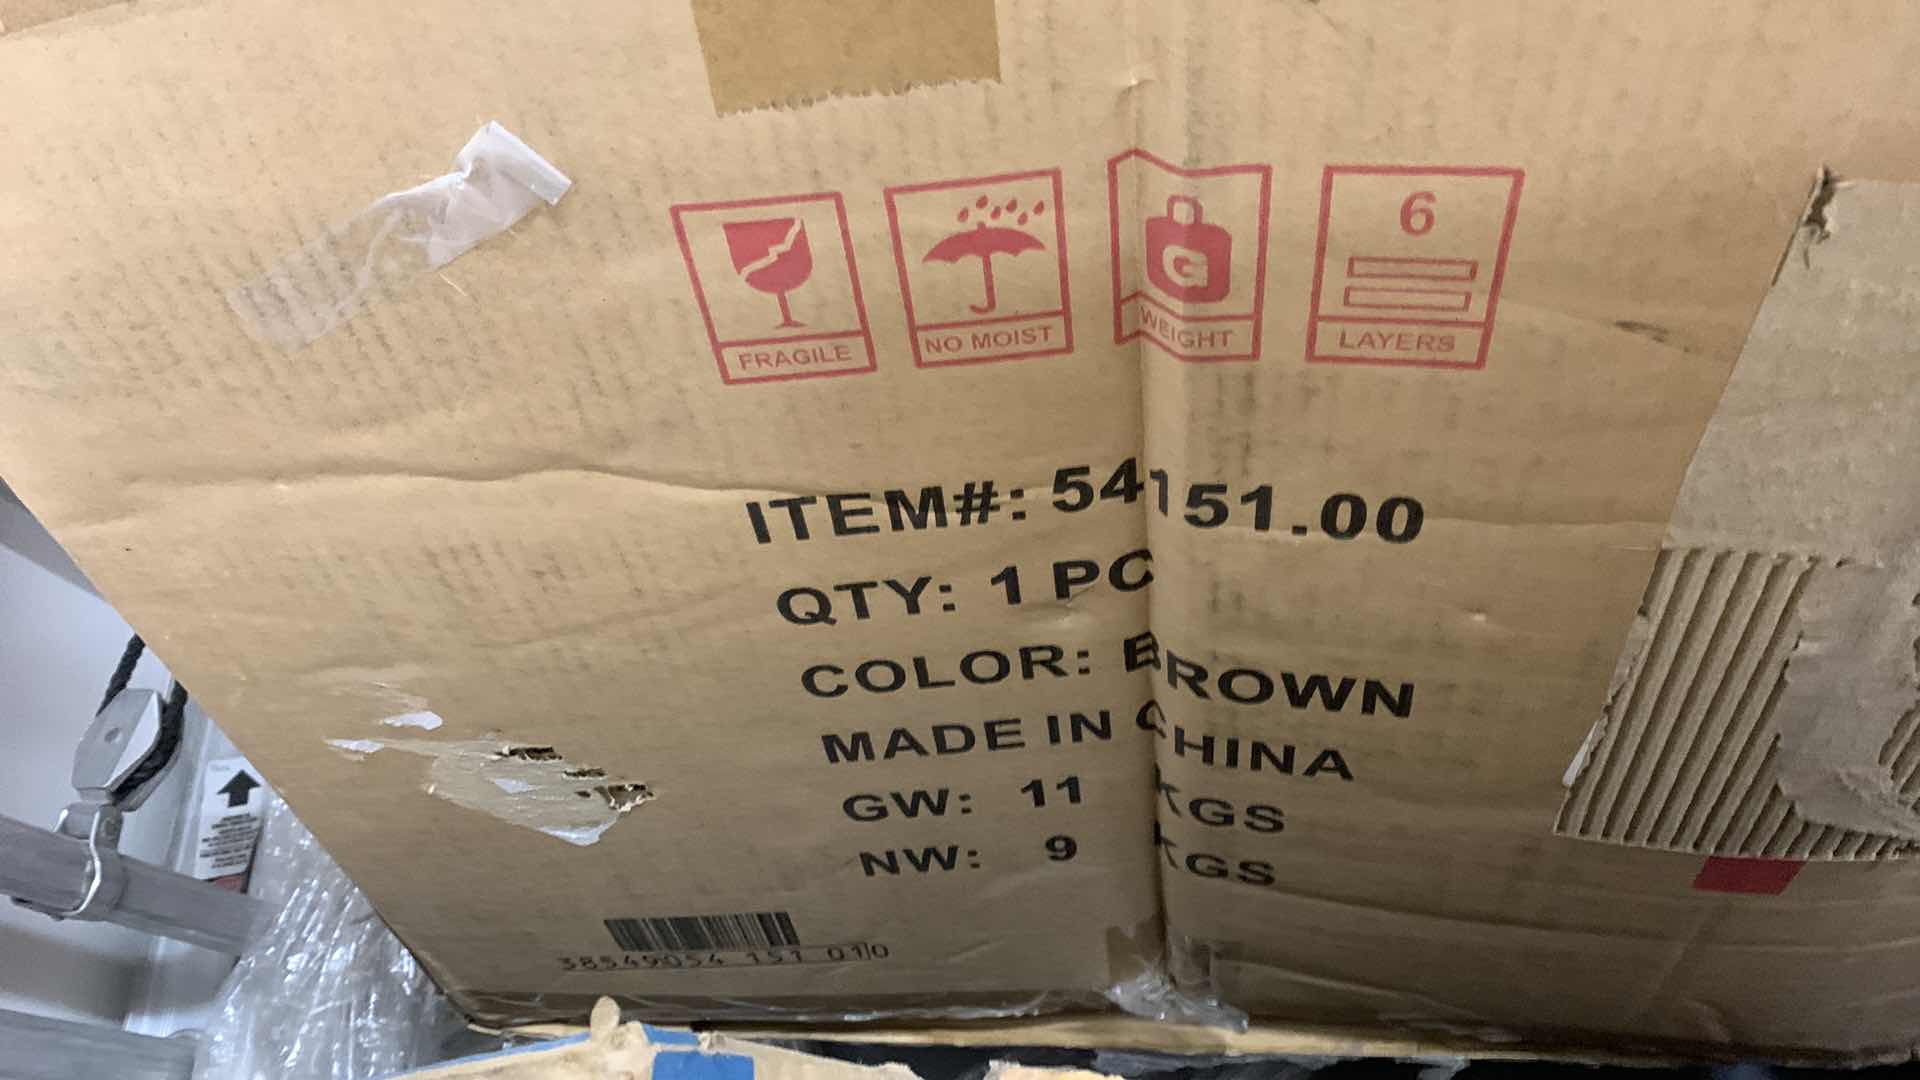 FRAGILE
NO MOIST
G
WEIGHT
6
LAYERS
ITEM#: 54151.00
QTY: 1 PC
COLOR: BROWN
MADE IN CHINA
GW: 11 KGS
NW: 9 KGS
38549054 151 010